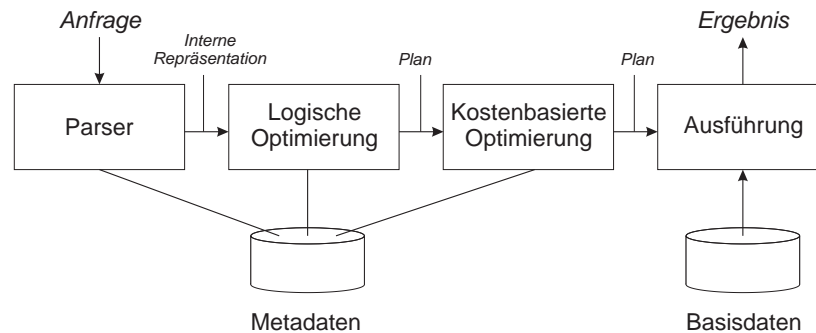 Anfrage
Ergebnis
Interne
Repräsentation
Plan
Plan
Parser
Logische
Optimierung
Kostenbasierte
Optimierung
Ausführung
Metadaten
Basisdaten